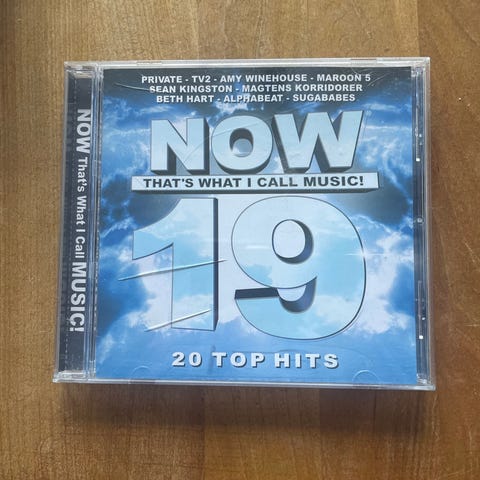 PRIVATE - TV2 - AMY WINEHOUSE - MAROON 5
SEAN KINGSTON - MAGTENS KORRIDORER
BETH HART - ALPHABEAT - SUGABABES
NOW
THAT'S WHAT I CALL MUSIC!
19
20 TOP HITS
NOW That's What I Call MUSIC!